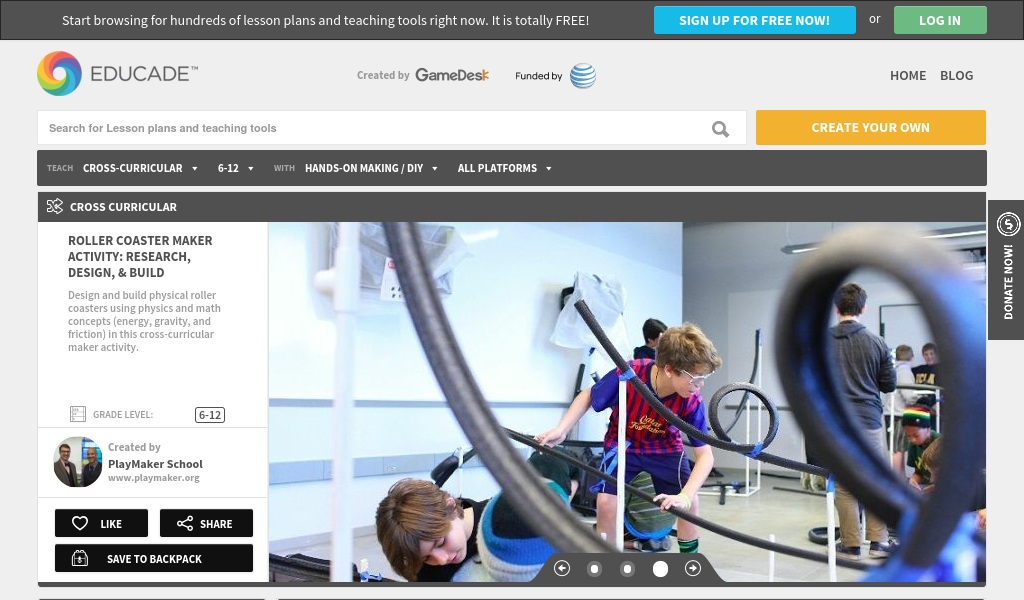 Start browsing for hundreds of lesson plans and teaching tools right now. It is totally FREE!
SIGN UP FOR FREE NOW!
or
LOG IN
EDUCADE™
Created by GameDesk
Funded by
HOME
BLOG
Search for Lesson plans and teaching tools
CREATE YOUR OWN
TEACH CROSS-CURRICULAR 6-12 WITH HANDS-ON MAKING / DIY ALL PLATFORMS
CROSS CURRICULAR
ROLLER COASTER MAKER
ACTIVITY: RESEARCH,
DESIGN, & BUILD
Design and build physical roller
coasters using physics and math
concepts (energy, gravity, and
friction) in this cross-curricular
maker activity.
GRADE LEVEL: 6-12
Created by
PlayMaker School
www.playmaker.org
LIKE
SHARE
SAVE TO BACKPACK
$
DONATE NOW!